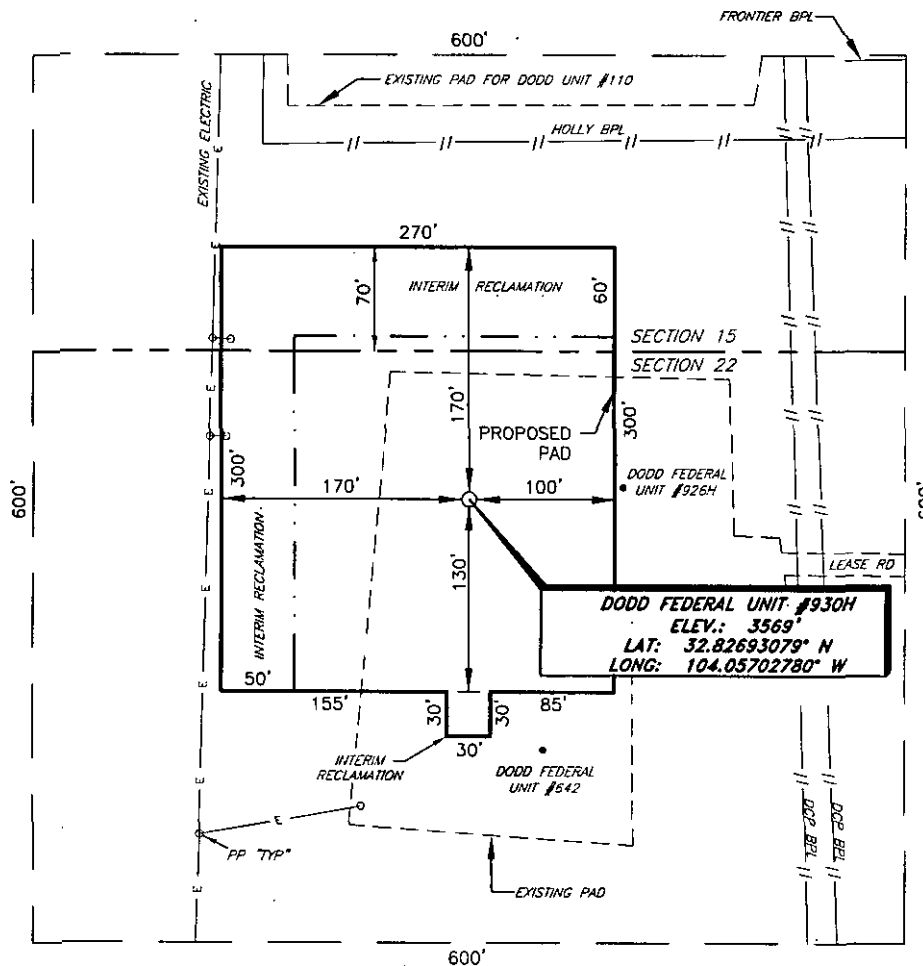 FRONTIER BPL
600'
EXISTING PAD FOR DODD UNIT #110
EXISTING ELECTRIC
HOLLY BPL
E
270'
70'
INTERIM RECLAMATION
60'
SECTION 15
SECTION 22
E
170'
PROPOSED
PAD
300'
E
300'
170'
100'
DODD FEDERAL
UNIT #926H
600'
600'
E
INTERIM RECLAMATION
130'
LEASE RD
DODD FEDERAL UNIT #930H
ELEV.: 3569'
LAT: 32.82693079° N
LONG: 104.05702780° W
E
50'
155'
30'
30'
85'
30'
INTERIM
RECLAMATION
DODD FEDERAL
UNIT #642
E
E
PP "TYP"
DCP BPL
DCP BPL
E
EXISTING PAD
600'